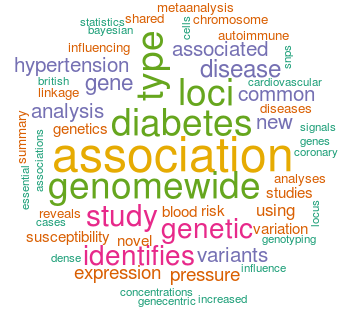 metaanalysis
statistics shared chromosome
bayesian
type
cells
autoimmune
influencing
associated
snps
hypertension
disease
cardiovascular
british
gene
loci
linkage
common
analysis
diabetes
diseases
new
signals
genetics
summary
associations
association
genes
coronary
essential
genomewide
analyses
studies
reveals
study
blood risk
using
locus
cases
genetic
variation
susceptibility
novel
genotyping
dense
identifies
variants
expression
pressure
influence
concentrations
genecentric increased